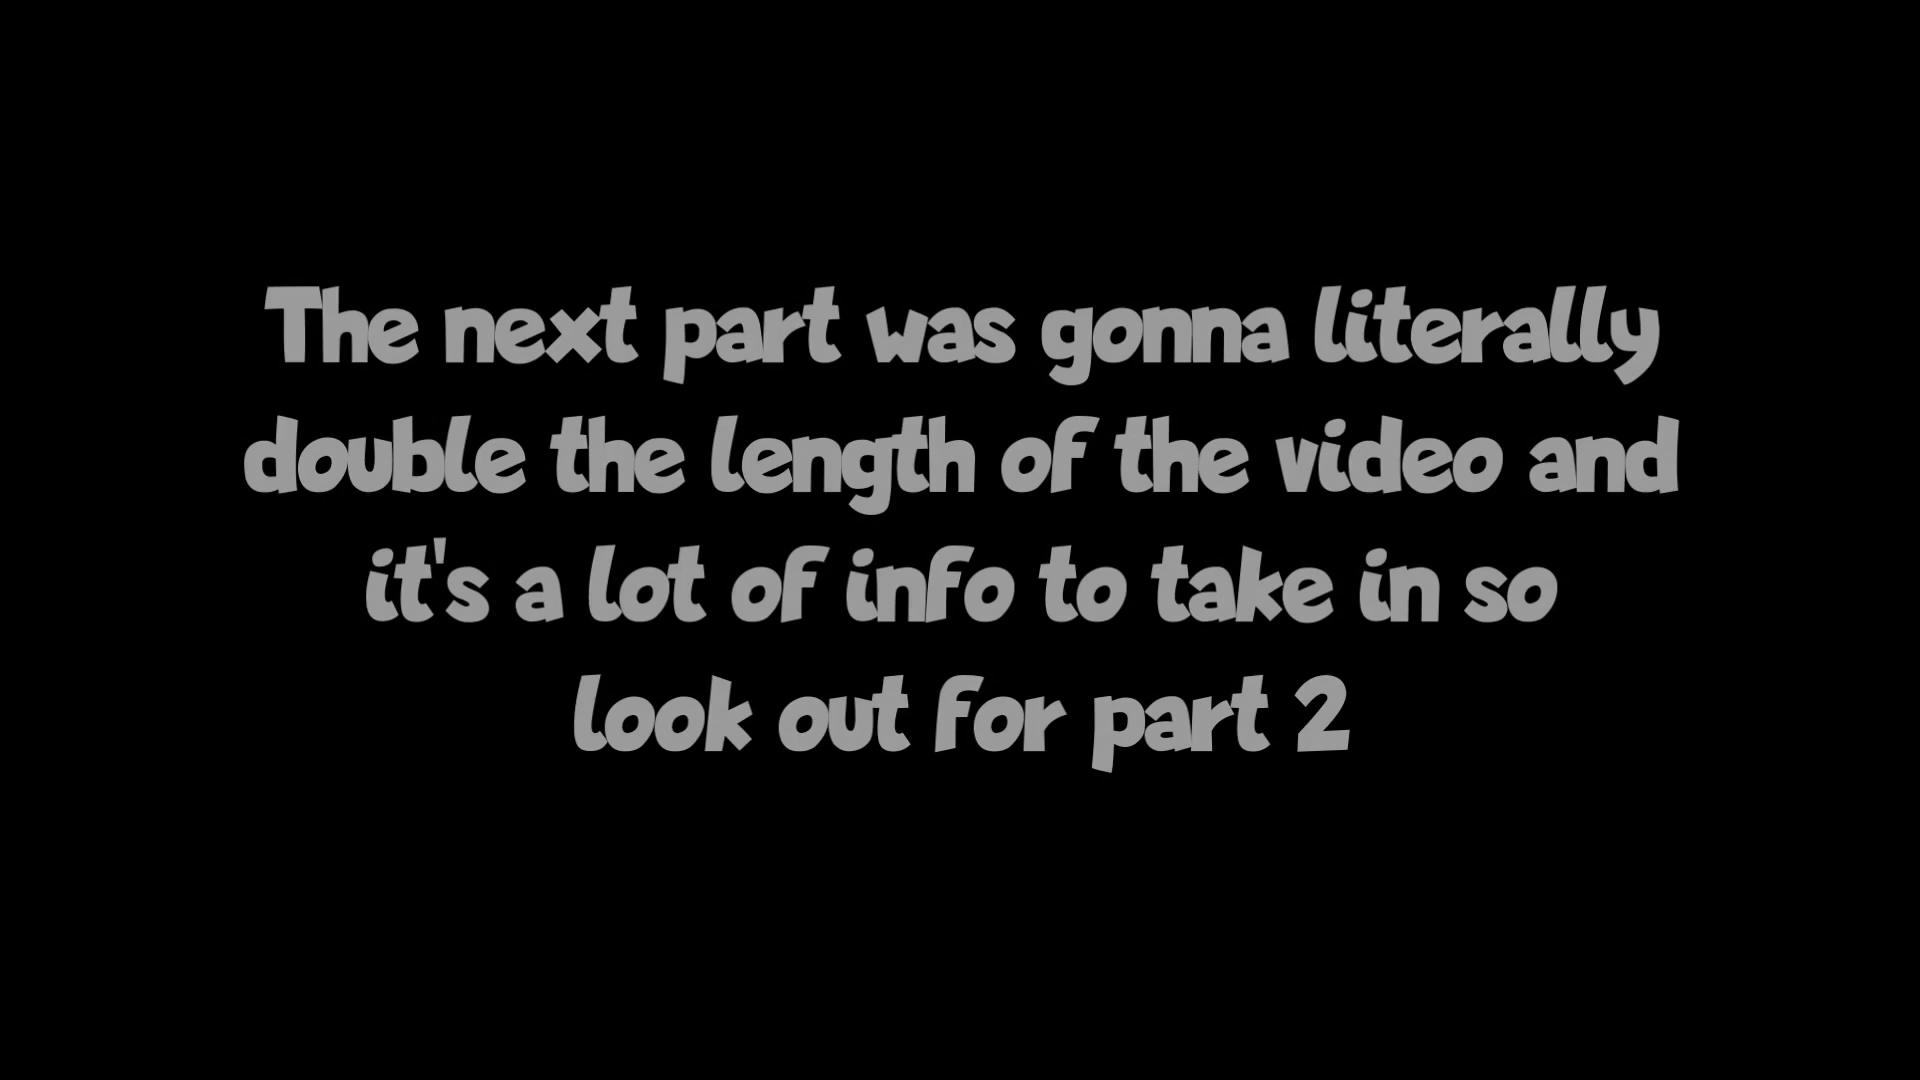 The next part was gonna literally
double the length of the video and
it's a lot of info to take in so
look out for part 2